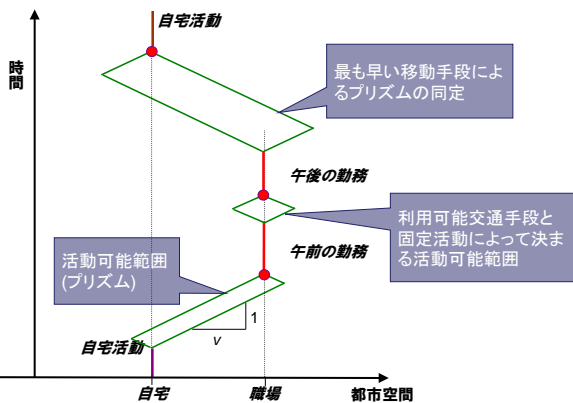 自宅活動
時間
最も早い移動手段によ
るプリズムの同定
午後の勤務
利用可能交通手段と
固定活動によって決ま
る活動可能範囲
午前の勤務
活動可能範囲
(プリズム)
1
v
自宅活動
自宅
職場
都市空間